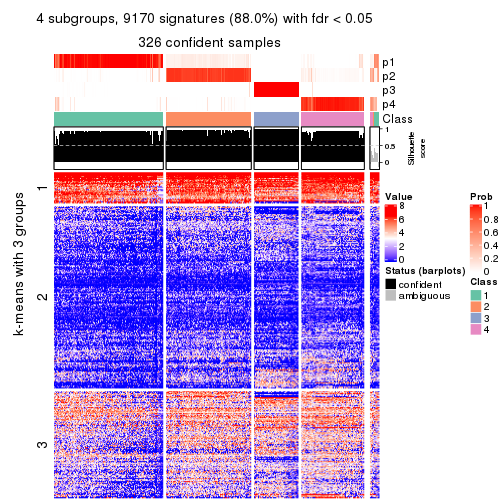 4 subgroups, 9170 signatures (88.0%) with fdr < 0.05
326 confident samples
p1
p2
p3
p4
Class
1
0.5
0
Silhouette
score
k-means with 3 groups
1
2
3
Value
8
6
4
2
0
Status (barplots)
confident
ambiguous
Prob
1
0.8
0.6
0.4
0.2
0
Class
1
2
3
4